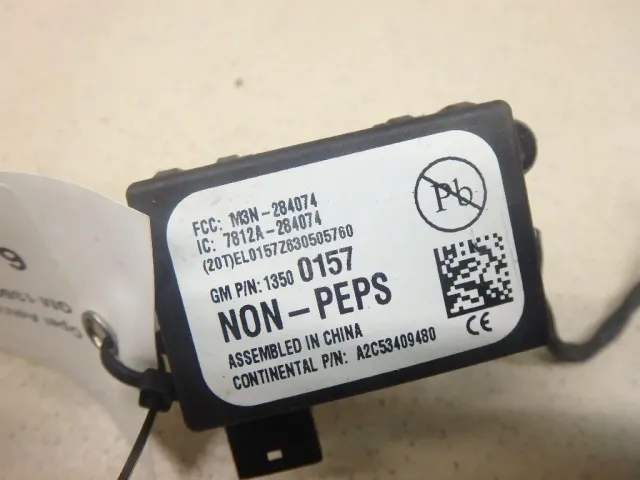 FCC: M3N-284074
IC: 7812A-284074
(20T)EL0157Z630505760
GM P/N: 1350 0157
NON-PEPS
ASSEMBLED IN CHINA
CONTINENTAL P/N: A2C53409480
Pb
CE